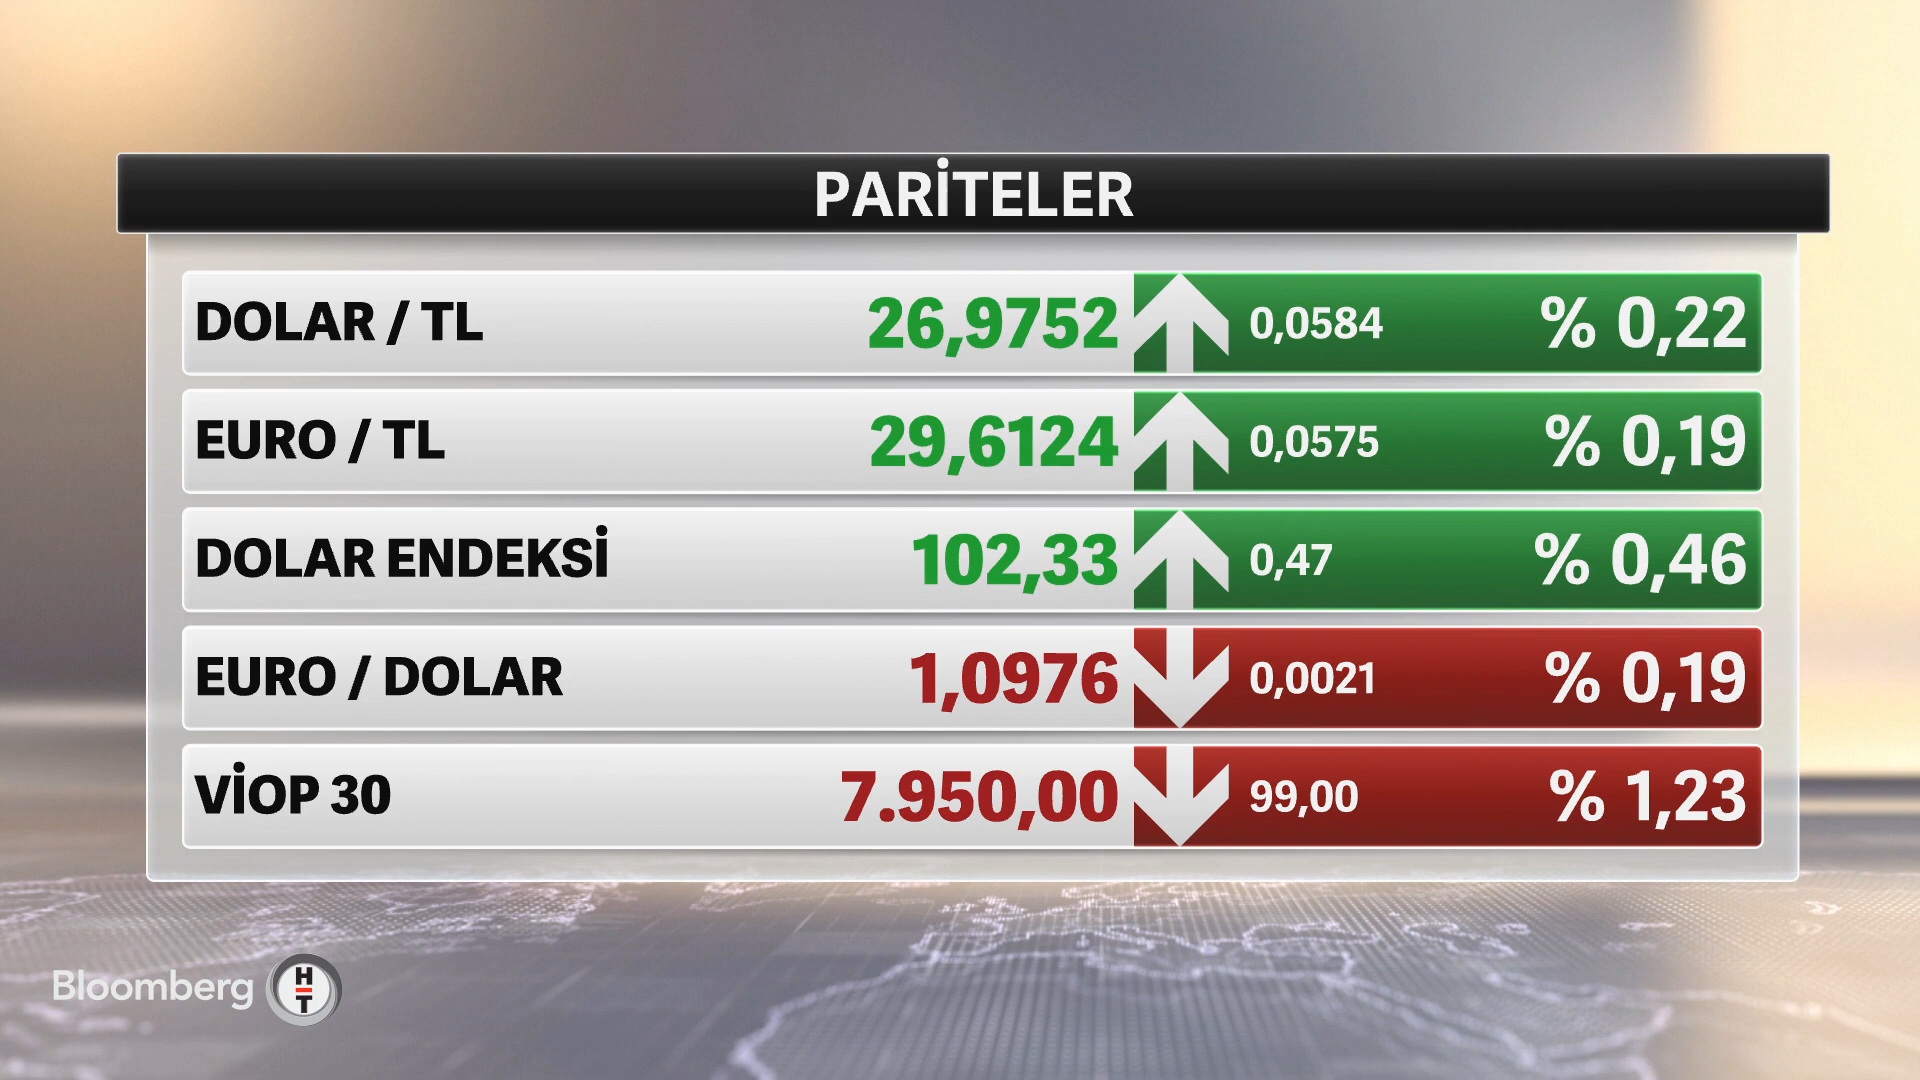 PARİTELER
DOLAR / TL 26,9752 0,0584 % 0,22
EURO / TL 29,6124 0,0575 % 0,19
DOLAR ENDEKSİ 102,33 0,47 % 0,46
EURO / DOLAR 1,0976 0,0021 % 0,19
VİOP 30 7.950,00 99,00 % 1,23
Bloomberg HT